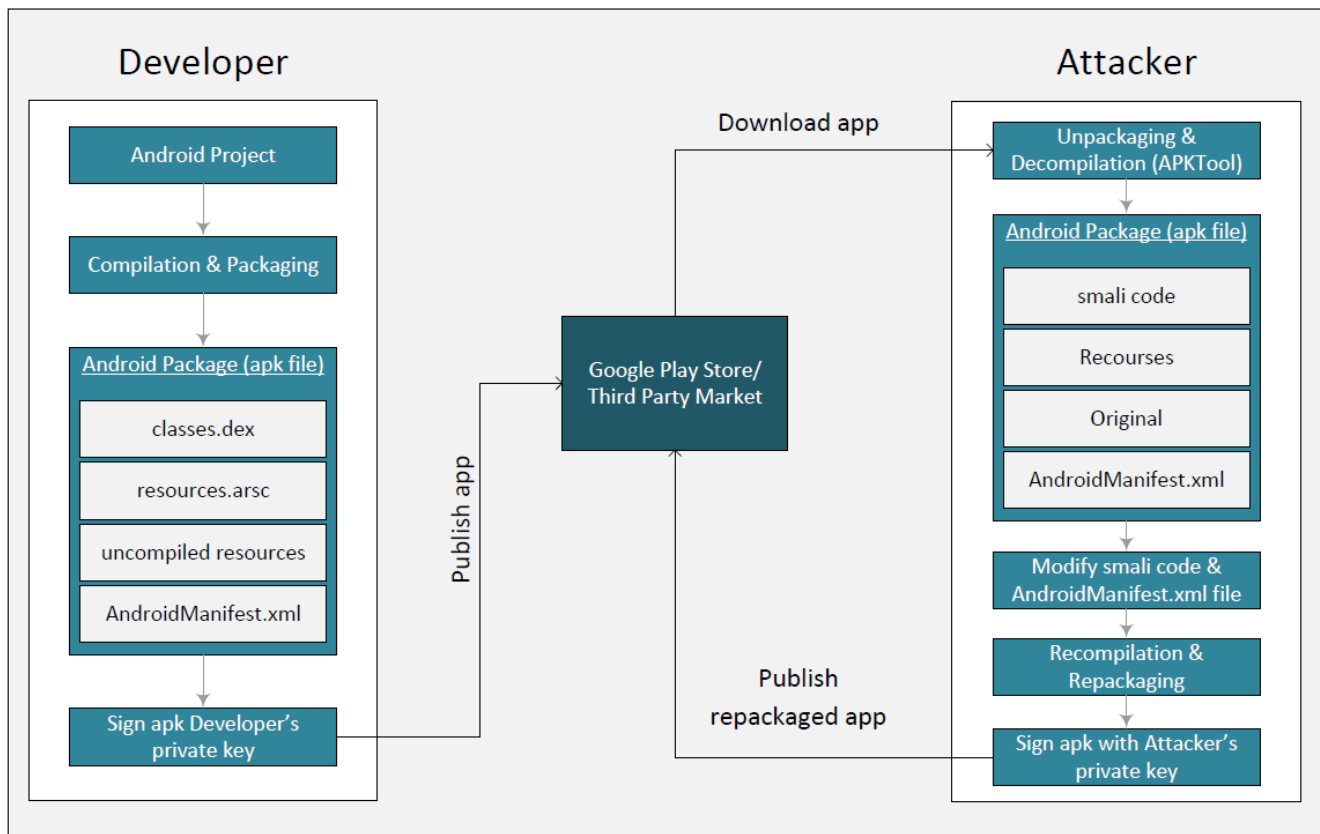 Developer
Android Project
Compilation & Packaging
Android Package (apk file)
classes.dex
resources.arsc
uncompiled resources
AndroidManifest.xml
Sign apk Developer's
private key
Publish app
Google Play Store/
Third Party Market
Download app
Publish
repackaged app
Attacker
Unpackaging &
Decompilation (APKTool)
Android Package (apk file)
smali code
Recourses
Original
AndroidManifest.xml
Modify smali code &
AndroidManifest.xml file
Recompilation &
Repackaging
Sign apk with Attacker's
private key